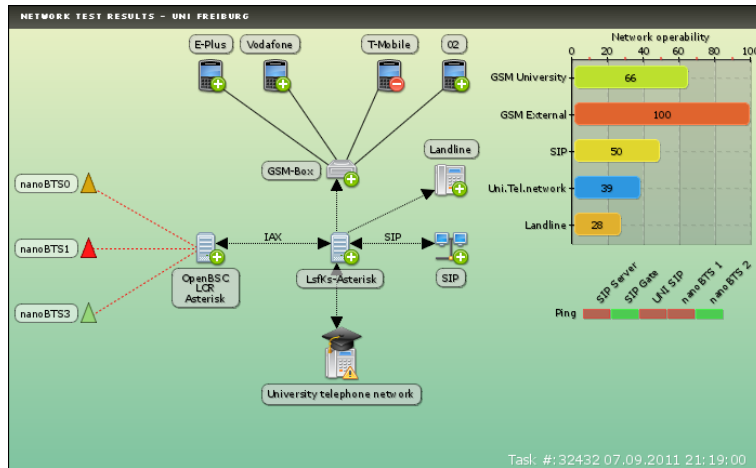 NETWORK TEST RESULTS - UNI FREIBURG
E-Plus
Vodafone
T-Mobile
O2
GSM-Box
Landline
nanoBTS0
nanoBTS1
nanoBTS3
IAX
SIP
OpenBSC
LCR
Asterisk
LsfKs-Asterisk
SIP
University telephone network
Network operability
0 20 40 60 80 100
GSM University 66
GSM External 100
SIP 50
Uni.Tel.network 39
Landline 28
SIP Server
SIP Gate
UNI SIP
nanoBTS 1
nanoBTS 2
Ping
Task #:32432 07.09.2011 21:19:00